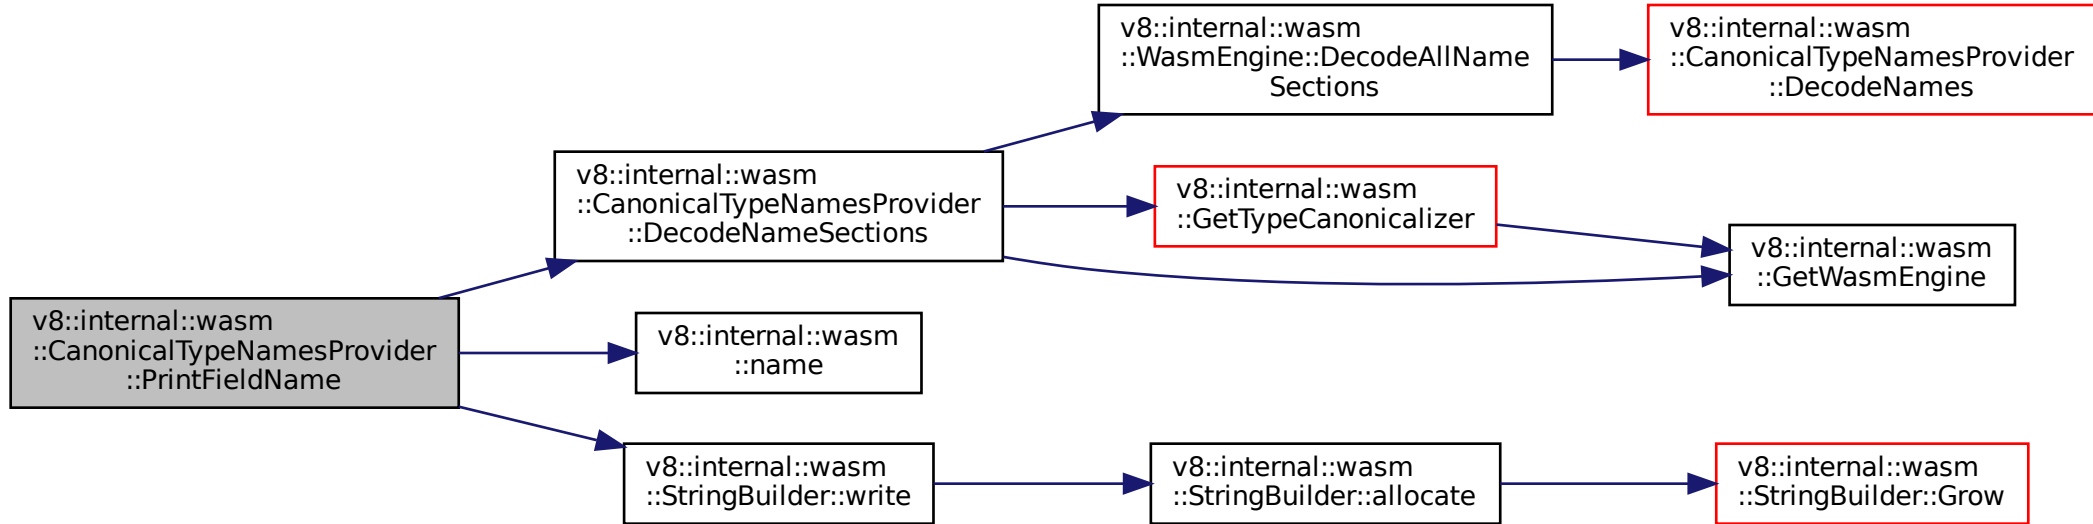 v8::internal::wasm
::WasmEngine::DecodeAllName
Sections
v8::internal::wasm
::CanonicalTypeNamesProvider
::DecodeNames
v8::internal::wasm
::CanonicalTypeNamesProvider
::DecodeNameSections
v8::internal::wasm
::GetTypeCanonicalizer
v8::internal::wasm
::GetWasmEngine
v8::internal::wasm
::CanonicalTypeNamesProvider
::PrintFieldName
v8::internal::wasm
::name
v8::internal::wasm
::StringBuilder::write
v8::internal::wasm
::StringBuilder::allocate
v8::internal::wasm
::StringBuilder::Grow